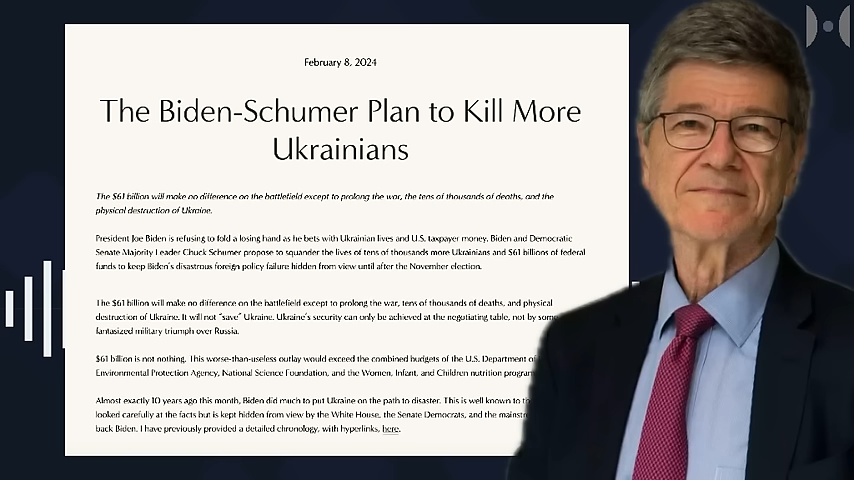 February 8, 2024
The Biden-Schumer Plan to Kill More
Ukrainians
The $61 billion will make no difference on the battlefield except to prolong the war, the tens of thousands of deaths, and the
physical destruction of Ukraine.
President Joe Biden is refusing to fold a losing hand as he bets with Ukrainian lives and U.S. taxpayer money. Biden and Democratic
Senate Majority Leader Chuck Schumer propose to squander the lives of tens of thousands more Ukrainians and $61 billions of federal
funds to keep Biden's disastrous foreign policy failure hidden from view until after the November election.
The $61 billion will make no difference on the battlefield except to prolong the war, tens of thousands of deaths, and physical
destruction of Ukraine. It will not "save" Ukraine. Ukraine's security can only be achieved at the negotiating table, not by some
fantasized military triumph over Russia.
$61 billion is not nothing. This worse-than-useless outlay would exceed the combined budgets of the U.S. Department of
Environmental Protection Agency, National Science Foundation, and the Women, Infant, and Children nutrition program
Almost exactly 10 years ago this month, Biden did much to put Ukraine on the path to disaster. This is well known to
looked carefully at the facts but is kept hidden from view by the White House, the Senate Democrats, and the
back Biden. I have previously provided a detailed chronology, with hyperlinks, here.